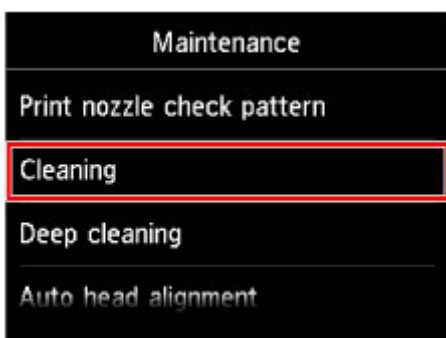 Maintenance
Print nozzle check pattern
Cleaning
Deep cleaning
Auto head alignment